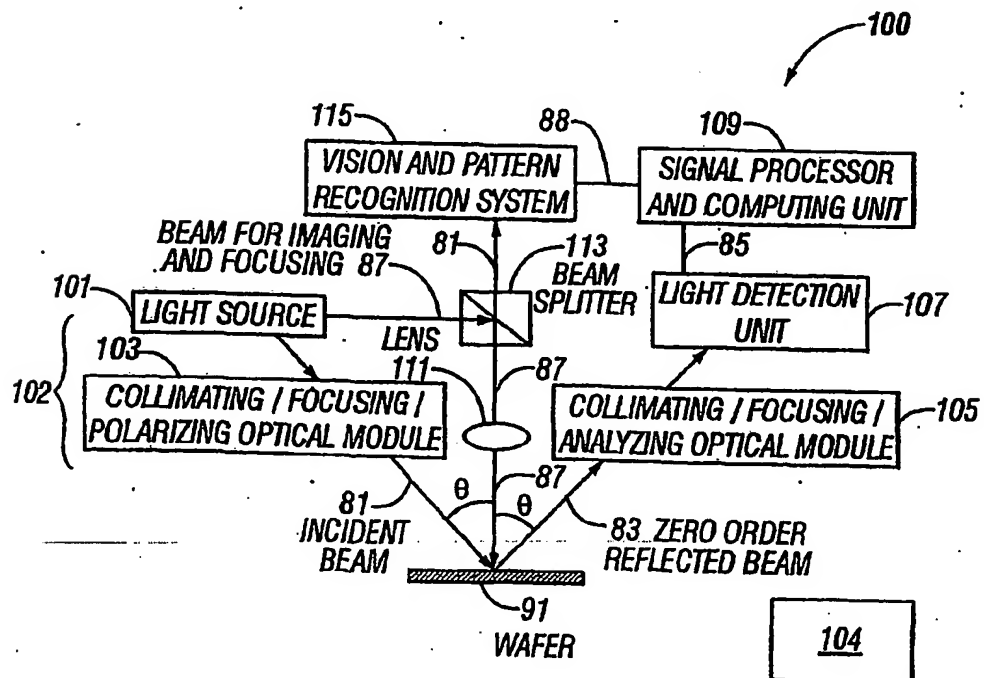 100
115
88
109
VISION AND PATTERN
RECOGNITION SYSTEM
SIGNAL PROCESSOR
AND COMPUTING UNIT
BEAM FOR IMAGING
AND FOCUSING 87
81
113
BEAM
SPLITTER
85
101
LIGHT SOURCE
LIGHT DETECTION
UNIT
107
LENS
111
103
102
87
COLLIMATING / FOCUSING /
POLARIZING OPTICAL MODULE
COLLIMATING / FOCUSING /
ANALYZING OPTICAL MODULE
105
87
θ
θ
81
INCIDENT
BEAM
83 ZERO ORDER
REFLECTED BEAM
91
WAFER
104